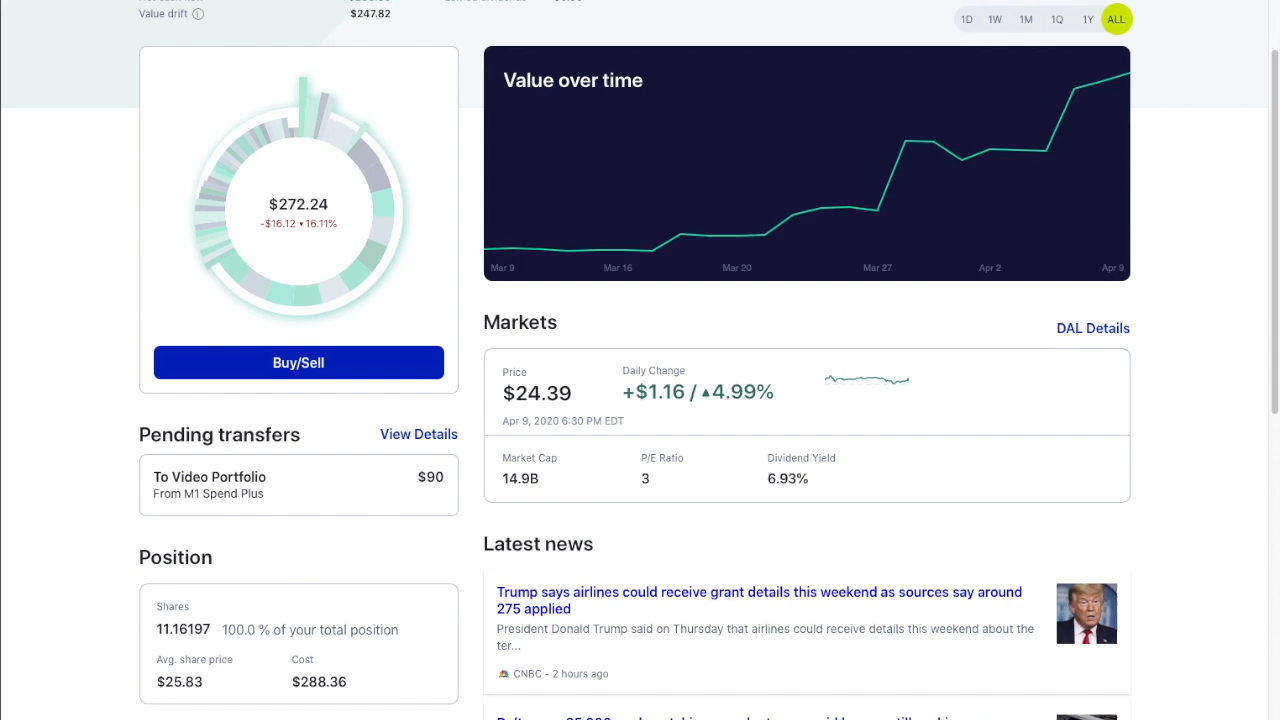 Value drift
$247.82
1D 1W 1M 1Q 1Y ALL
$272.24
-$16.12 ▾ 16.11%
Buy/Sell
Pending transfers View Details
To Video Portfolio $90
From M1 Spend Plus
Position
Shares
11.16197 100.0 % of your total position
Avg. share price Cost
$25.83 $288.36
Value over time
Mar 9 Mar 16 Mar 20 Mar 27 Apr 2 Apr 9
Markets DAL Details
Price Daily Change
$24.39 +$1.16 / ▲4.99%
Apr 9, 2020 6:30 PM EDT
Market Cap P/E Ratio Dividend Yield
14.9B 3 6.93%
Latest news
Trump says airlines could receive grant details this weekend as sources say around
275 applied
President Donald Trump said on Thursday that airlines could receive details this weekend about the
ter...
CNBC - 2 hours ago